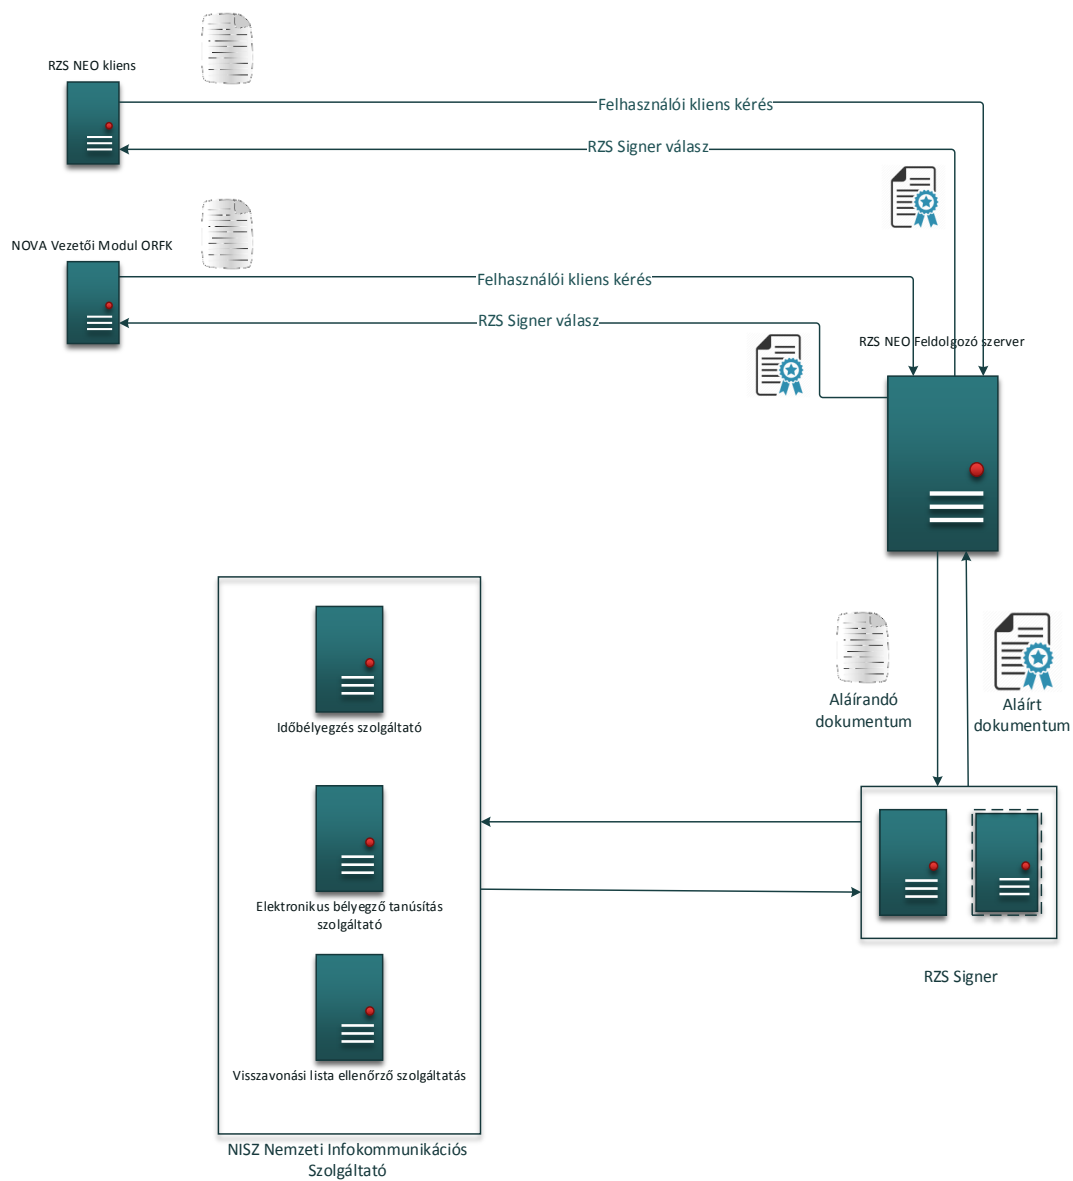 RZS NEO kliens
Felhasználói kliens kérés
RZS Signer válasz
NOVA Vezetői Modul ORFK
Felhasználói kliens kérés
RZS Signer válasz
RZS NEO Feldolgozó szerver
Aláírandó
dokumentum
Aláírt
dokumentum
Időbélyegzés szolgáltató
Elektronikus bélyegző tanúsítás
szolgáltató
RZS Signer
Visszavonási lista ellenőrző szolgáltatás
NISZ Nemzeti Infokommunikációs
Szolgáltató